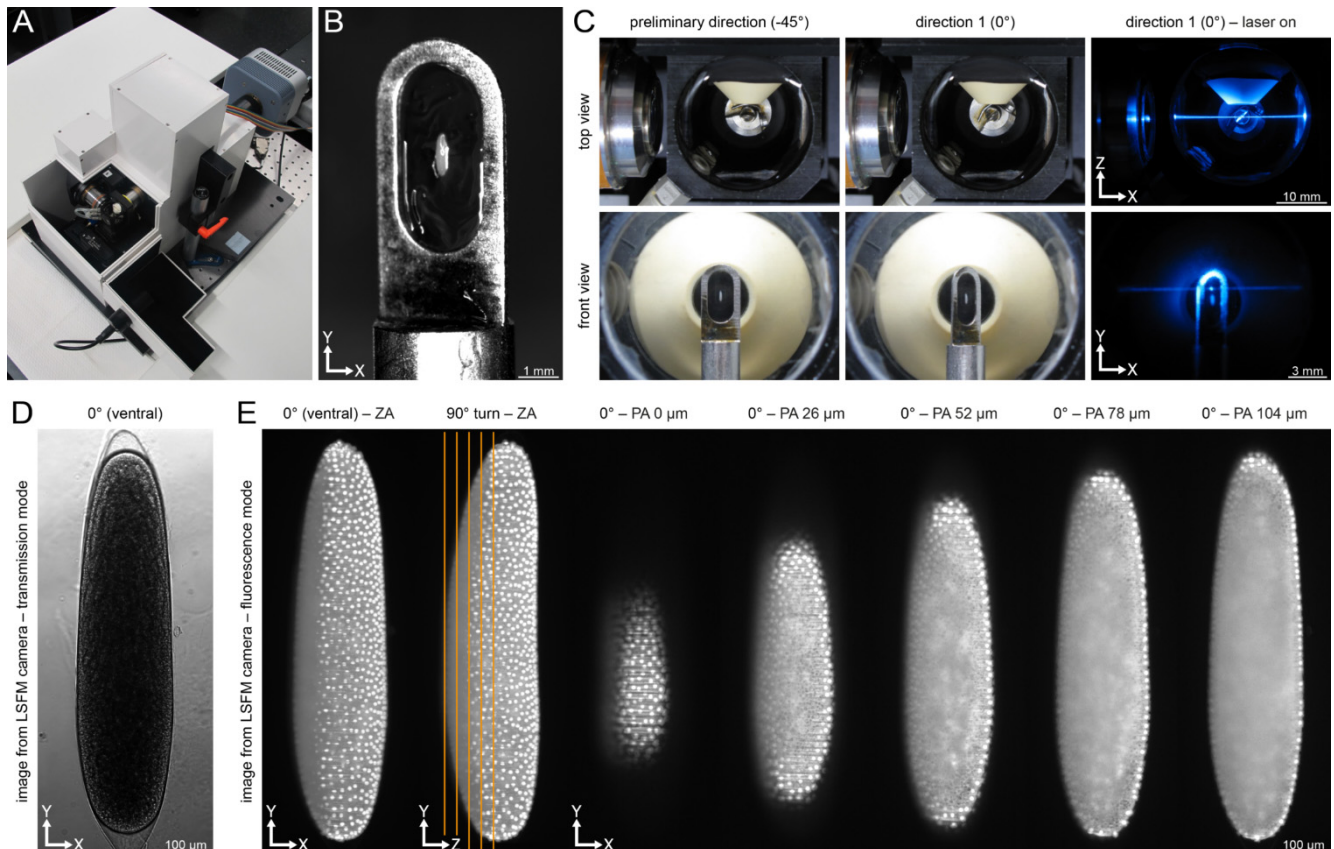 A
B
C
preliminary direction (-45°)
direction 1 (0°)
direction 1 (0°) – laser on
top view
Z
X
10 mm
front view
Y
X
1 mm
Y
X
3 mm
D
0° (ventral)
image from LSFM camera – transmission mode
Y
X
100 µm
E
0° (ventral) – ZA
90° turn – ZA
0° – PA 0 µm
0° – PA 26 µm
0° – PA 52 µm
0° – PA 78 µm
0° – PA 104 µm
image from LSFM camera – fluorescence mode
Y
X
Y
Z
Y
X
100 µm